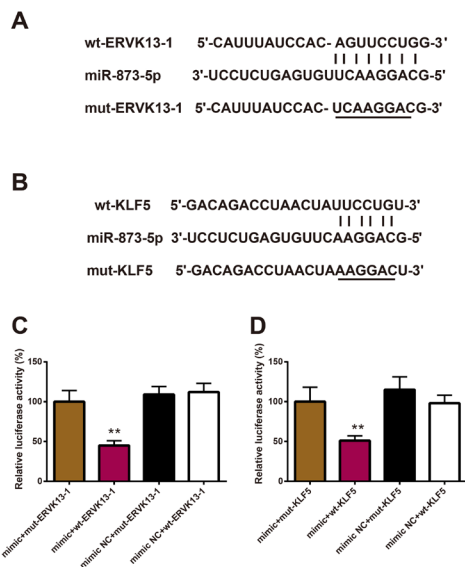 A
wt-ERVK13-1 5'-CAUUUAUCCAC- AGUUCCUGG-3'
miR-873-5p 3'-UCCUCUGAGUGUUCAAGGACG-5'
mut-ERVK13-1 5'-CAUUUAUCCAC- UCAAGGACG-3'
B
wt-KLF5 5'-GACAGACCUAACUAUUCCUGU-3'
miR-873-5p 3'-UCCUCUGAGUGUUCAAGGACG-5'
mut-KLF5 5'-GACAGACCUAACUAAAGGACU-3'
C
Relative luciferase activity (%)
150
100
50
0
**
mimic+mut-ERVK13-1
mimic+wt-ERVK13-1
mimic NC+mut-ERVK13-1
mimic NC+wt-ERVK13-1
D
Relative luciferase activity (%)
150
100
50
0
**
mimic+mut-KLF5
mimic+wt-KLF5
mimic NC+mut-KLF5
mimic NC+wt-KLF5